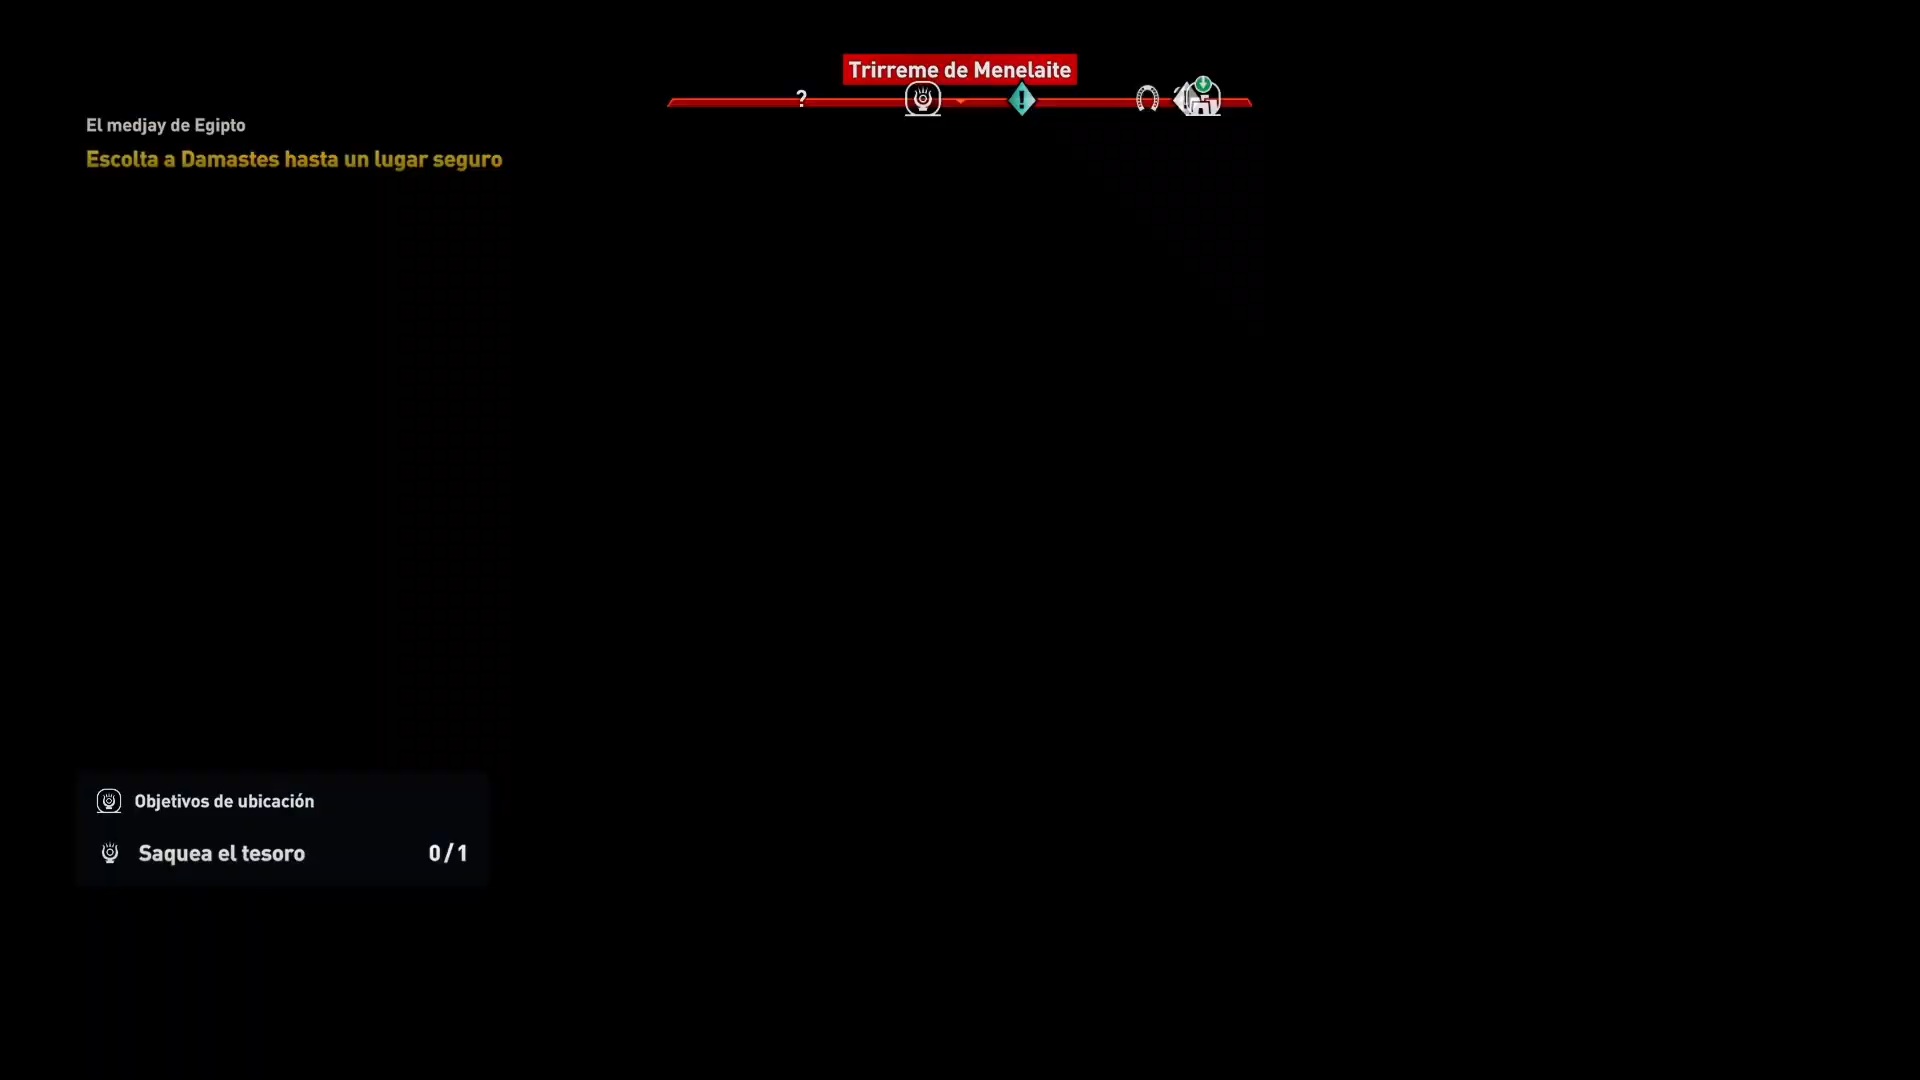 Trirreme de Menelaite
?
!
El medjay de Egipto
Escolta a Damastes hasta un lugar seguro
Objetivos de ubicación
Saquea el tesoro 0/1